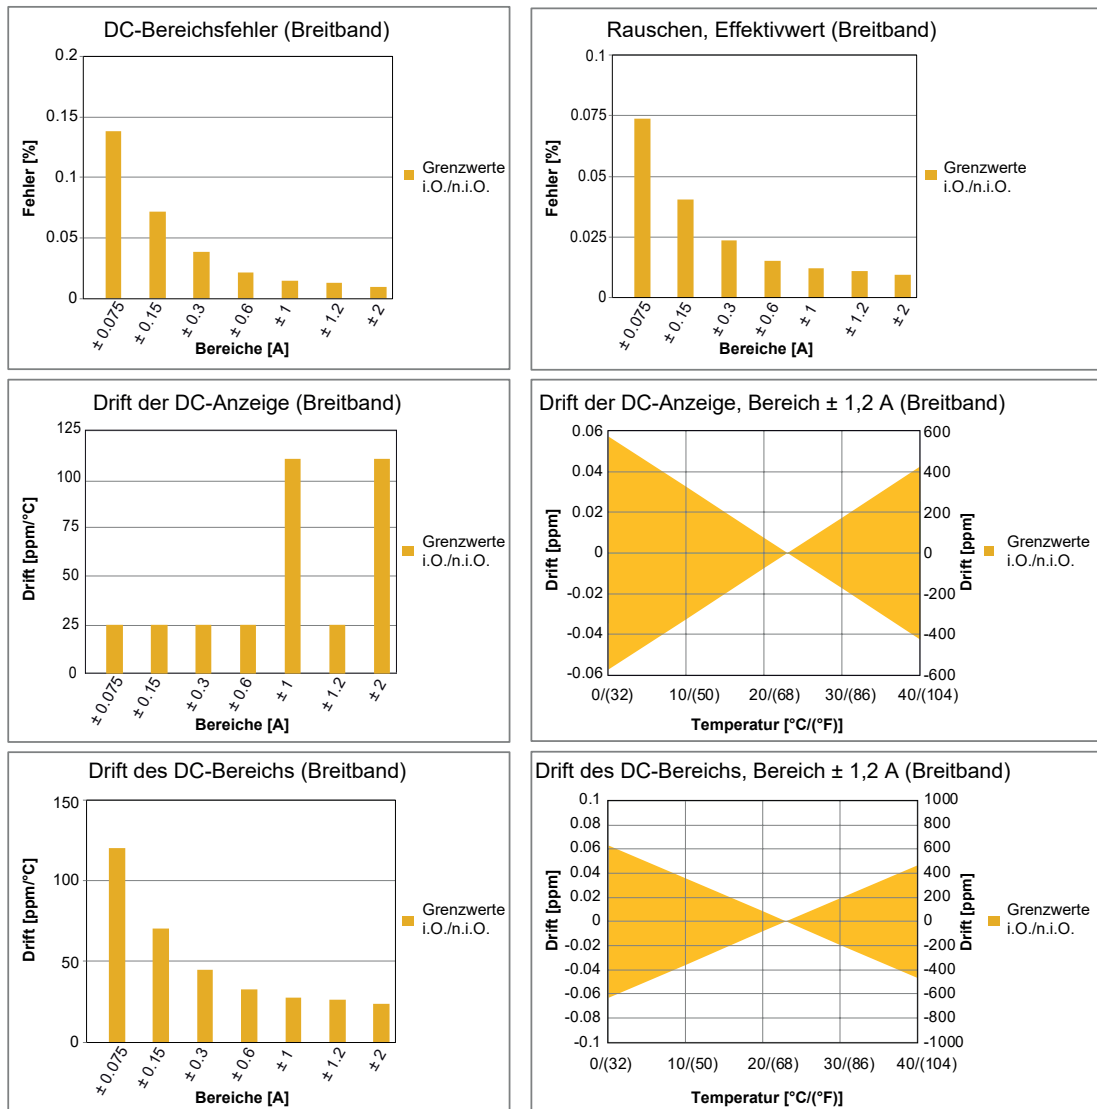 DC-Bereichsfehler (Breitband)
0.2
0.15
0.1
0.05
0
Fehler [%]
± 0.075
± 0.15
± 0.3
± 0.6
± 1
± 1.2
± 2
Bereiche [A]
Grenzwerte
i.O./n.i.O.
Rauschen, Effektivwert (Breitband)
0.1
0.075
0.05
0.025
0
Fehler [%]
± 0.075
± 0.15
± 0.3
± 0.6
± 1
± 1.2
± 2
Bereiche [A]
Grenzwerte
i.O./n.i.O.
Drift der DC-Anzeige (Breitband)
125
100
75
50
25
0
Drift [ppm/°C]
± 0.075
± 0.15
± 0.3
± 0.6
± 1
± 1.2
± 2
Bereiche [A]
Grenzwerte
i.O./n.i.O.
Drift der DC-Anzeige, Bereich ± 1,2 A (Breitband)
0.06
0.04
0.02
0
-0.02
-0.04
-0.06
Drift [ppm]
600
400
200
0
-200
-400
-600
Drift [ppm]
0/(32)
10/(50)
20/(68)
30/(86)
40/(104)
Temperatur [°C/(°F)]
Grenzwerte
i.O./n.i.O.
Drift des DC-Bereichs (Breitband)
150
100
50
0
Drift [ppm/°C]
± 0.075
± 0.15
± 0.3
± 0.6
± 1
± 1.2
± 2
Bereiche [A]
Grenzwerte
i.O./n.i.O.
Drift des DC-Bereichs, Bereich ± 1,2 A (Breitband)
0.1
0.08
0.06
0.04
0.02
0
-0.02
-0.04
-0.06
-0.08
-0.1
Drift [ppm]
1000
800
600
400
200
0
-200
-400
-600
-800
-1000
Drift [ppm]
0/(32)
10/(50)
20/(68)
30/(86)
40/(104)
Temperatur [°C/(°F)]
Grenzwerte
i.O./n.i.O.